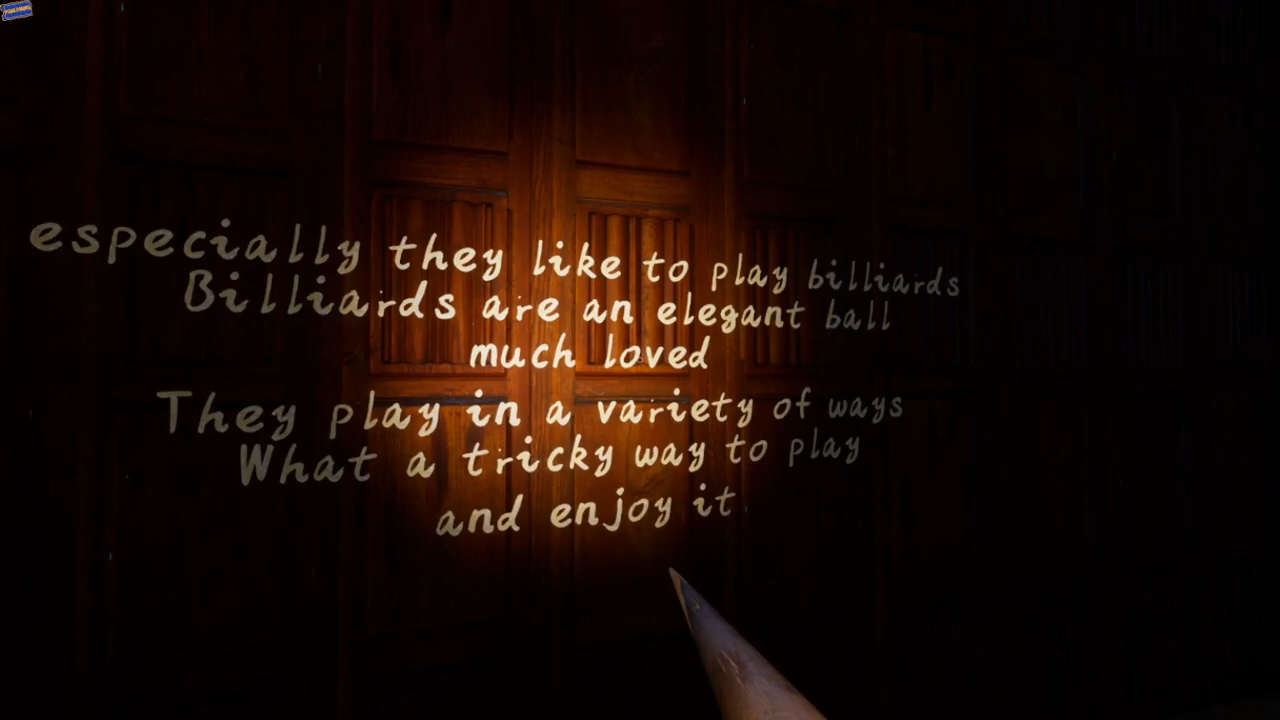 especially they like to play billiards
Billiards are an elegant ball
much loved
They play in a variety of ways
What a tricky way to play
and enjoy it